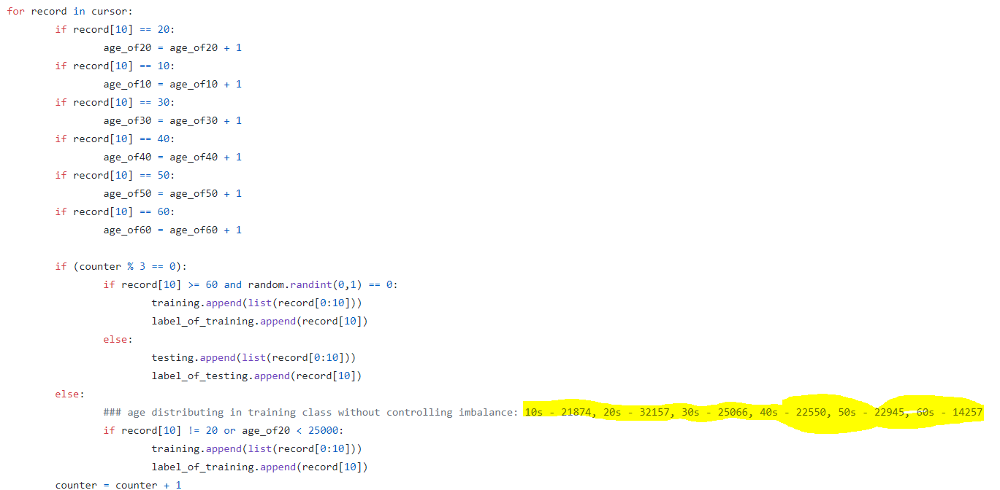 for record in cursor:
if record[10] == 20:
age_of20 = age_of20 + 1
if record[10] == 10:
age_of10 = age_of10 + 1
if record[10] == 30:
age_of30 = age_of30 + 1
if record[10] == 40:
age_of40 = age_of40 + 1
if record[10] == 50:
age_of50 = age_of50 + 1
if record[10] == 60:
age_of60 = age_of60 + 1
if (counter % 3 == 0):
if record[10] >= 60 and random.randint(0,1) == 0:
training.append(list(record[0:10]))
label_of_training.append(record[10])
else:
testing.append(list(record[0:10]))
label_of_testing.append(record[10])
else:
### age distributing in training class without controlling imbalance: 10s - 21874, 20s - 32157, 30s - 25066, 40s - 22550, 50s - 22945, 60s - 14257
if record[10] != 20 or age_of20 < 25000:
training.append(list(record[0:10]))
label_of_training.append(record[10])
counter = counter + 1